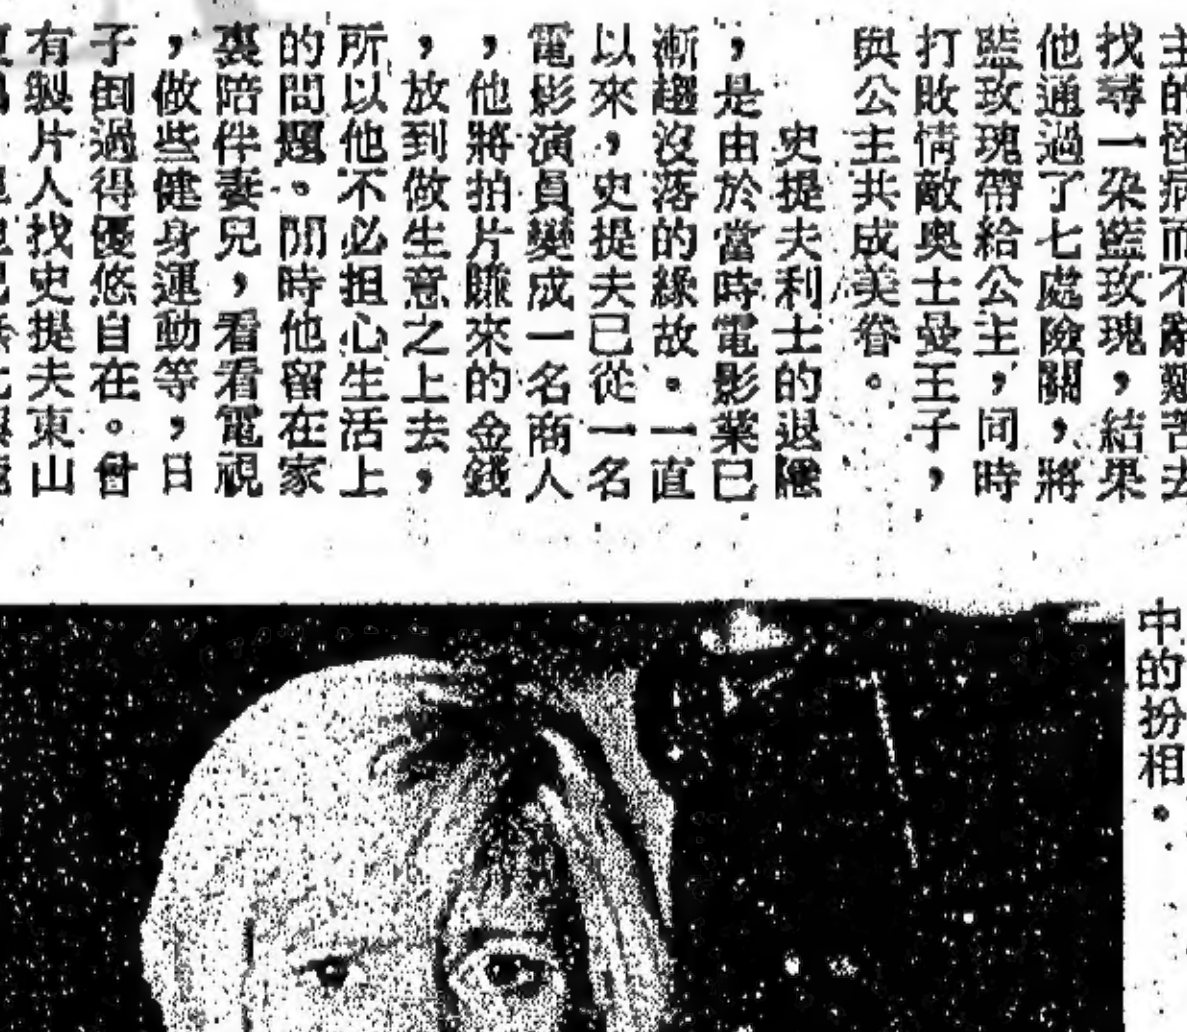 主的怪病而不辭艱苦去
找尋一朶藍玫瑰，結果
他通過了七處險關，將
藍玫瑰帶給公主，同時
打敗情敵奧士曼王子，
與公主共成美眷。
史提夫利士的退隱
，是由於當時電影業已
漸趨沒落的緣故。一直
以來，史提夫已從一名
電影演員變成一名商人
，他將拍片賺來的金錢
，放到做生意之上去，
所以他不必担心生活上
的問題。閒時他留在家
裏陪伴妻兒，看看電視
，做些健身運動等，日
子倒過得優悠自在。曾
有製片人找史提夫東山
中的扮相。